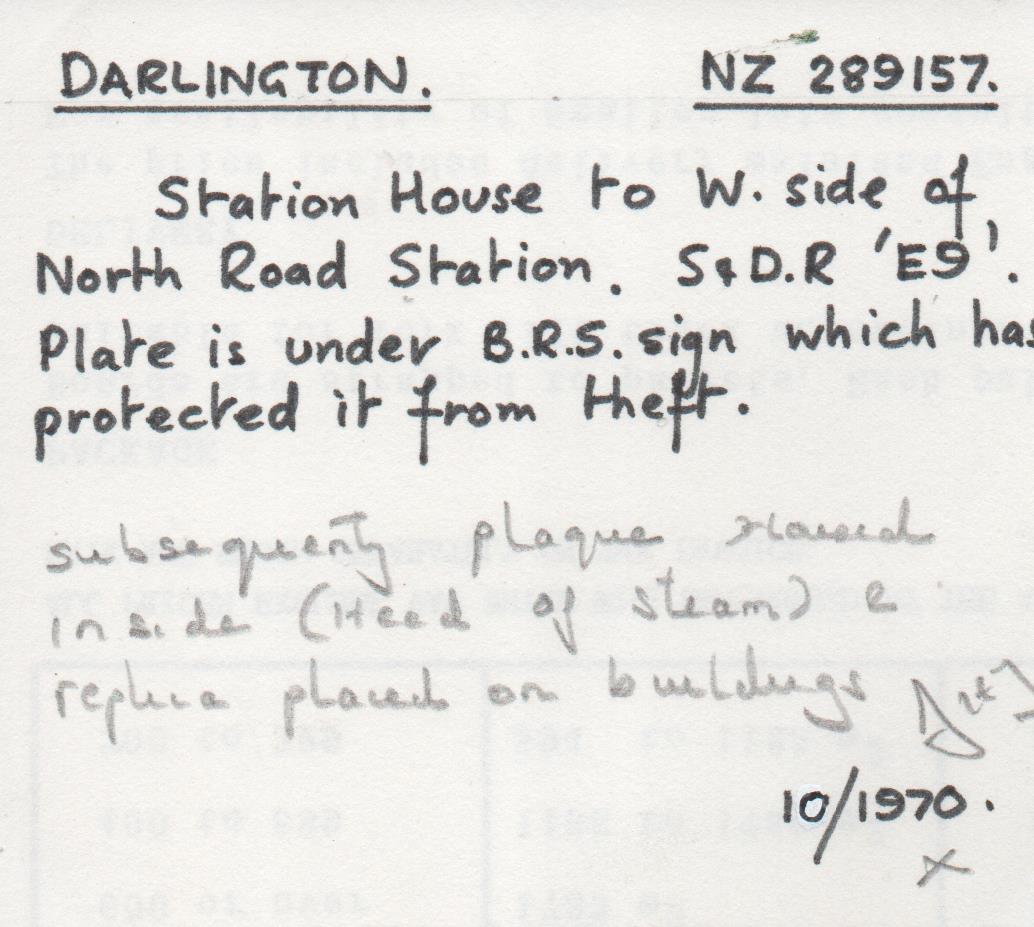 DARLINGTON. NZ 289157.
Station House to W. side of
North Road Station. S&D.R 'E9'.
Plate is under B.R.S. sign which has
protected it from theft.
subsequently plaque placed
inside (Head of Steam) &
replica placed on buildings
10/1970.
x